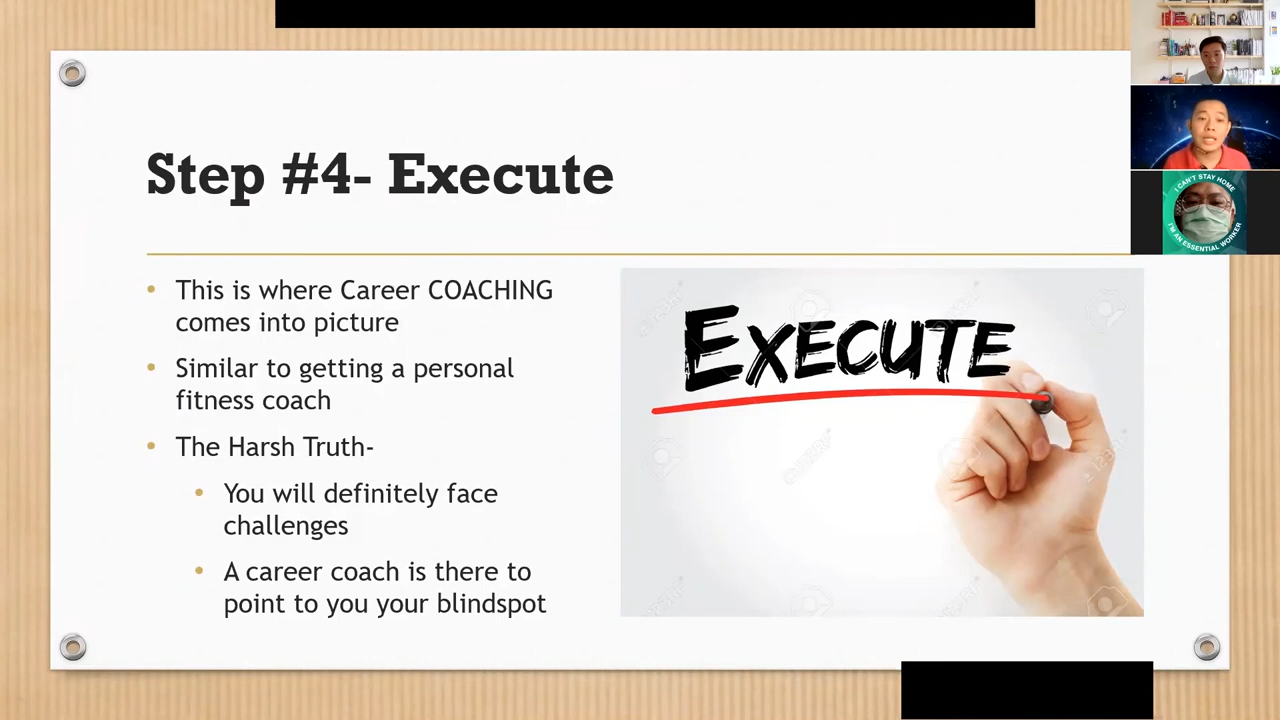 Step #4- Execute
This is where Career COACHING
comes into picture
Similar to getting a personal
fitness coach
The Harsh Truth-
You will definitely face
challenges
A career coach is there to
point to you your blindspot
EXECUTE
123RF
I CAN'T STAY HOME
I'M AN ESSENTIAL WORKER